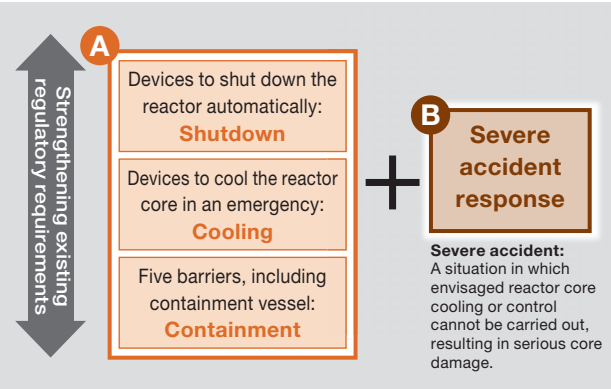 Strengthening existing
regulatory requirements
A
Devices to shut down the
reactor automatically:
Shutdown
Devices to cool the reactor
core in an emergency:
Cooling
Five barriers, including
containment vessel:
Containment
+
B
Severe
accident
response
Severe accident:
A situation in which
envisaged reactor core
cooling or control
cannot be carried out,
resulting in serious core
damage.